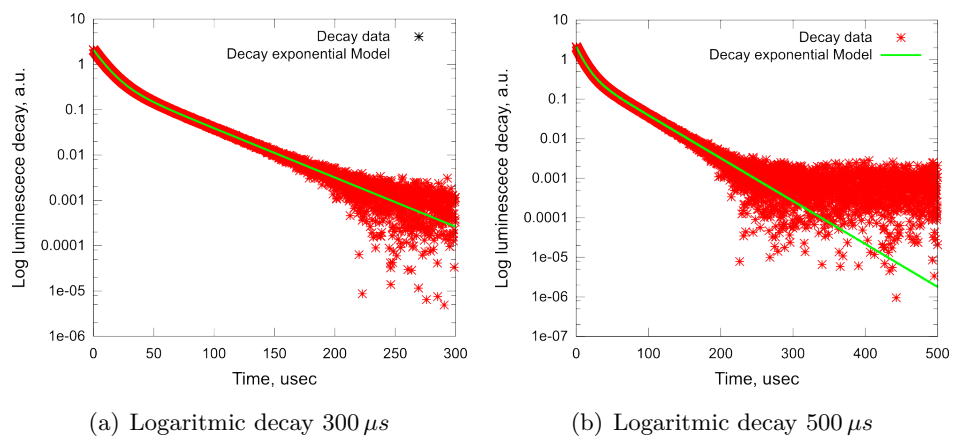 10
1
0.1
0.01
0.001
0.0001
1e-05
1e-06
Log luminescece decay, a.u.
Decay data
Decay exponential Model
0 50 100 150 200 250 300
Time, usec
(a) Logaritmic decay 300 μs
10
1
0.1
0.01
0.001
0.0001
1e-05
1e-06
1e-07
Log luminescece decay, a.u.
Decay data
Decay exponential Model
0 100 200 300 400 500
Time, usec
(b) Logaritmic decay 500 μs